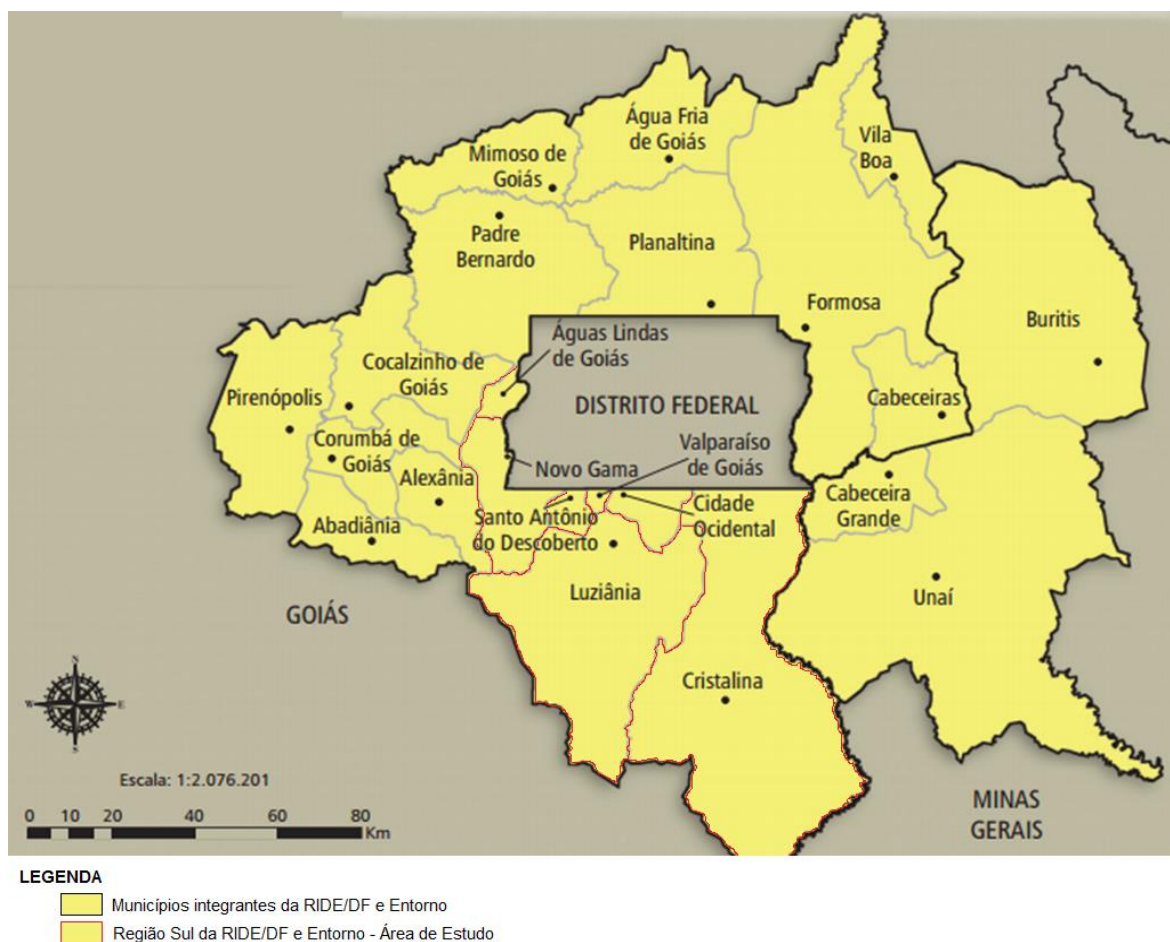 Água Fria
de Goiás
Vila
Boa
Mimoso de
Goiás
Padre
Bernardo
Planaltina
Formosa
Buritis
Águas Lindas
de Goiás
Cocalzinho de
Goiás
Pirenópolis
DISTRITO FEDERAL
Cabeceiras
Corumbá de
Goiás
Valparaíso
de Goiás
Novo Gama
Alexânia
Cabeceira
Grande
Santo Antônio
do Descoberto
Cidade
Ocidental
Abadiânia
Luziânia
Unaí
GOIÁS
Cristalina
N
W
E
S
Escala: 1:2.076.201
0 10 20 40 60 80
Km
MINAS
GERAIS
LEGENDA
Municípios integrantes da RIDE/DF e Entorno
Região Sul da RIDE/DF e Entorno - Área de Estudo